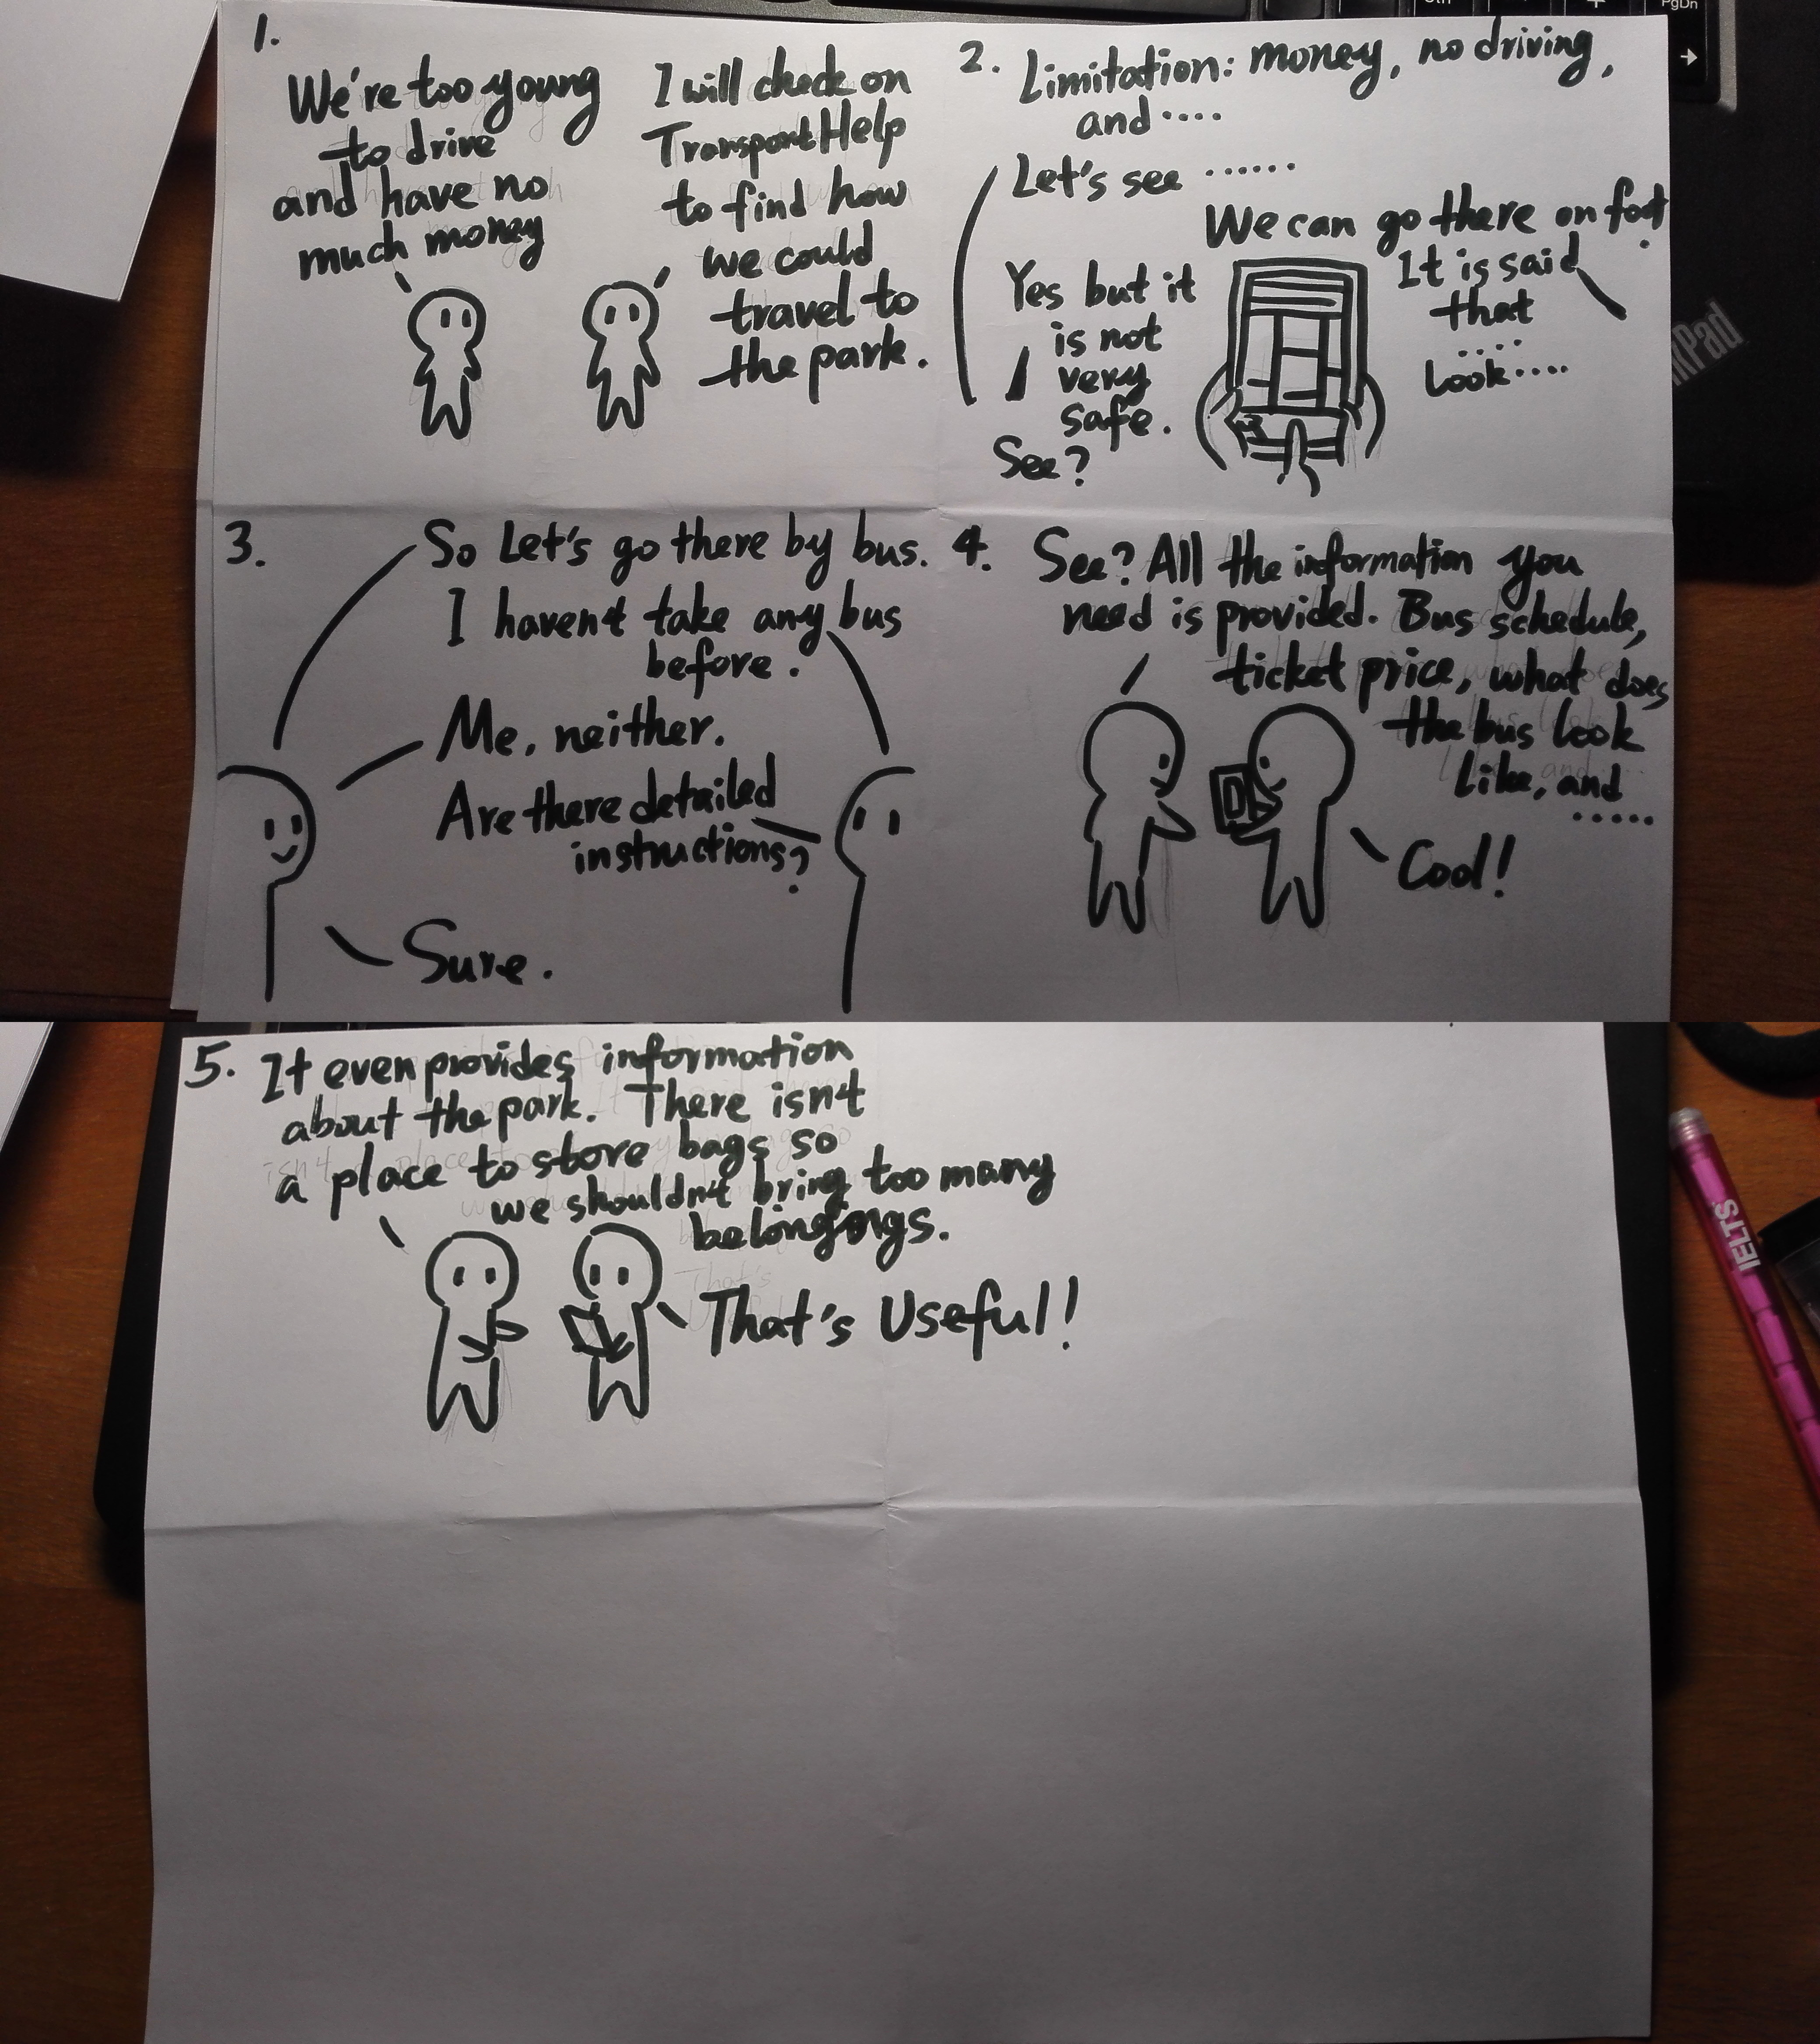 1.
We're too young
to drive
and have no
much money
I will check on
TransportHelp
to find how
we could
travel to
the park.
2. Limitation: money, no driving,
and ....
Let's see ......
We can go there on foot.
It is said
that
....
Look....
Yes but it
is not
very
safe.
See?
3. So Let's go there by bus.
I haven't take any bus
before.
Me, neither.
Are there detailed
instructions?
Sure.
4. See? All the information you
need is provided. Bus schedule,
ticket price, what does
the bus look
like, and
.....
Cool!
5. It even provides information
about the park. There isn't
a place to store bags so
we shouldn't bring too many
belongings.
That's Useful!
PgDn
IELTS